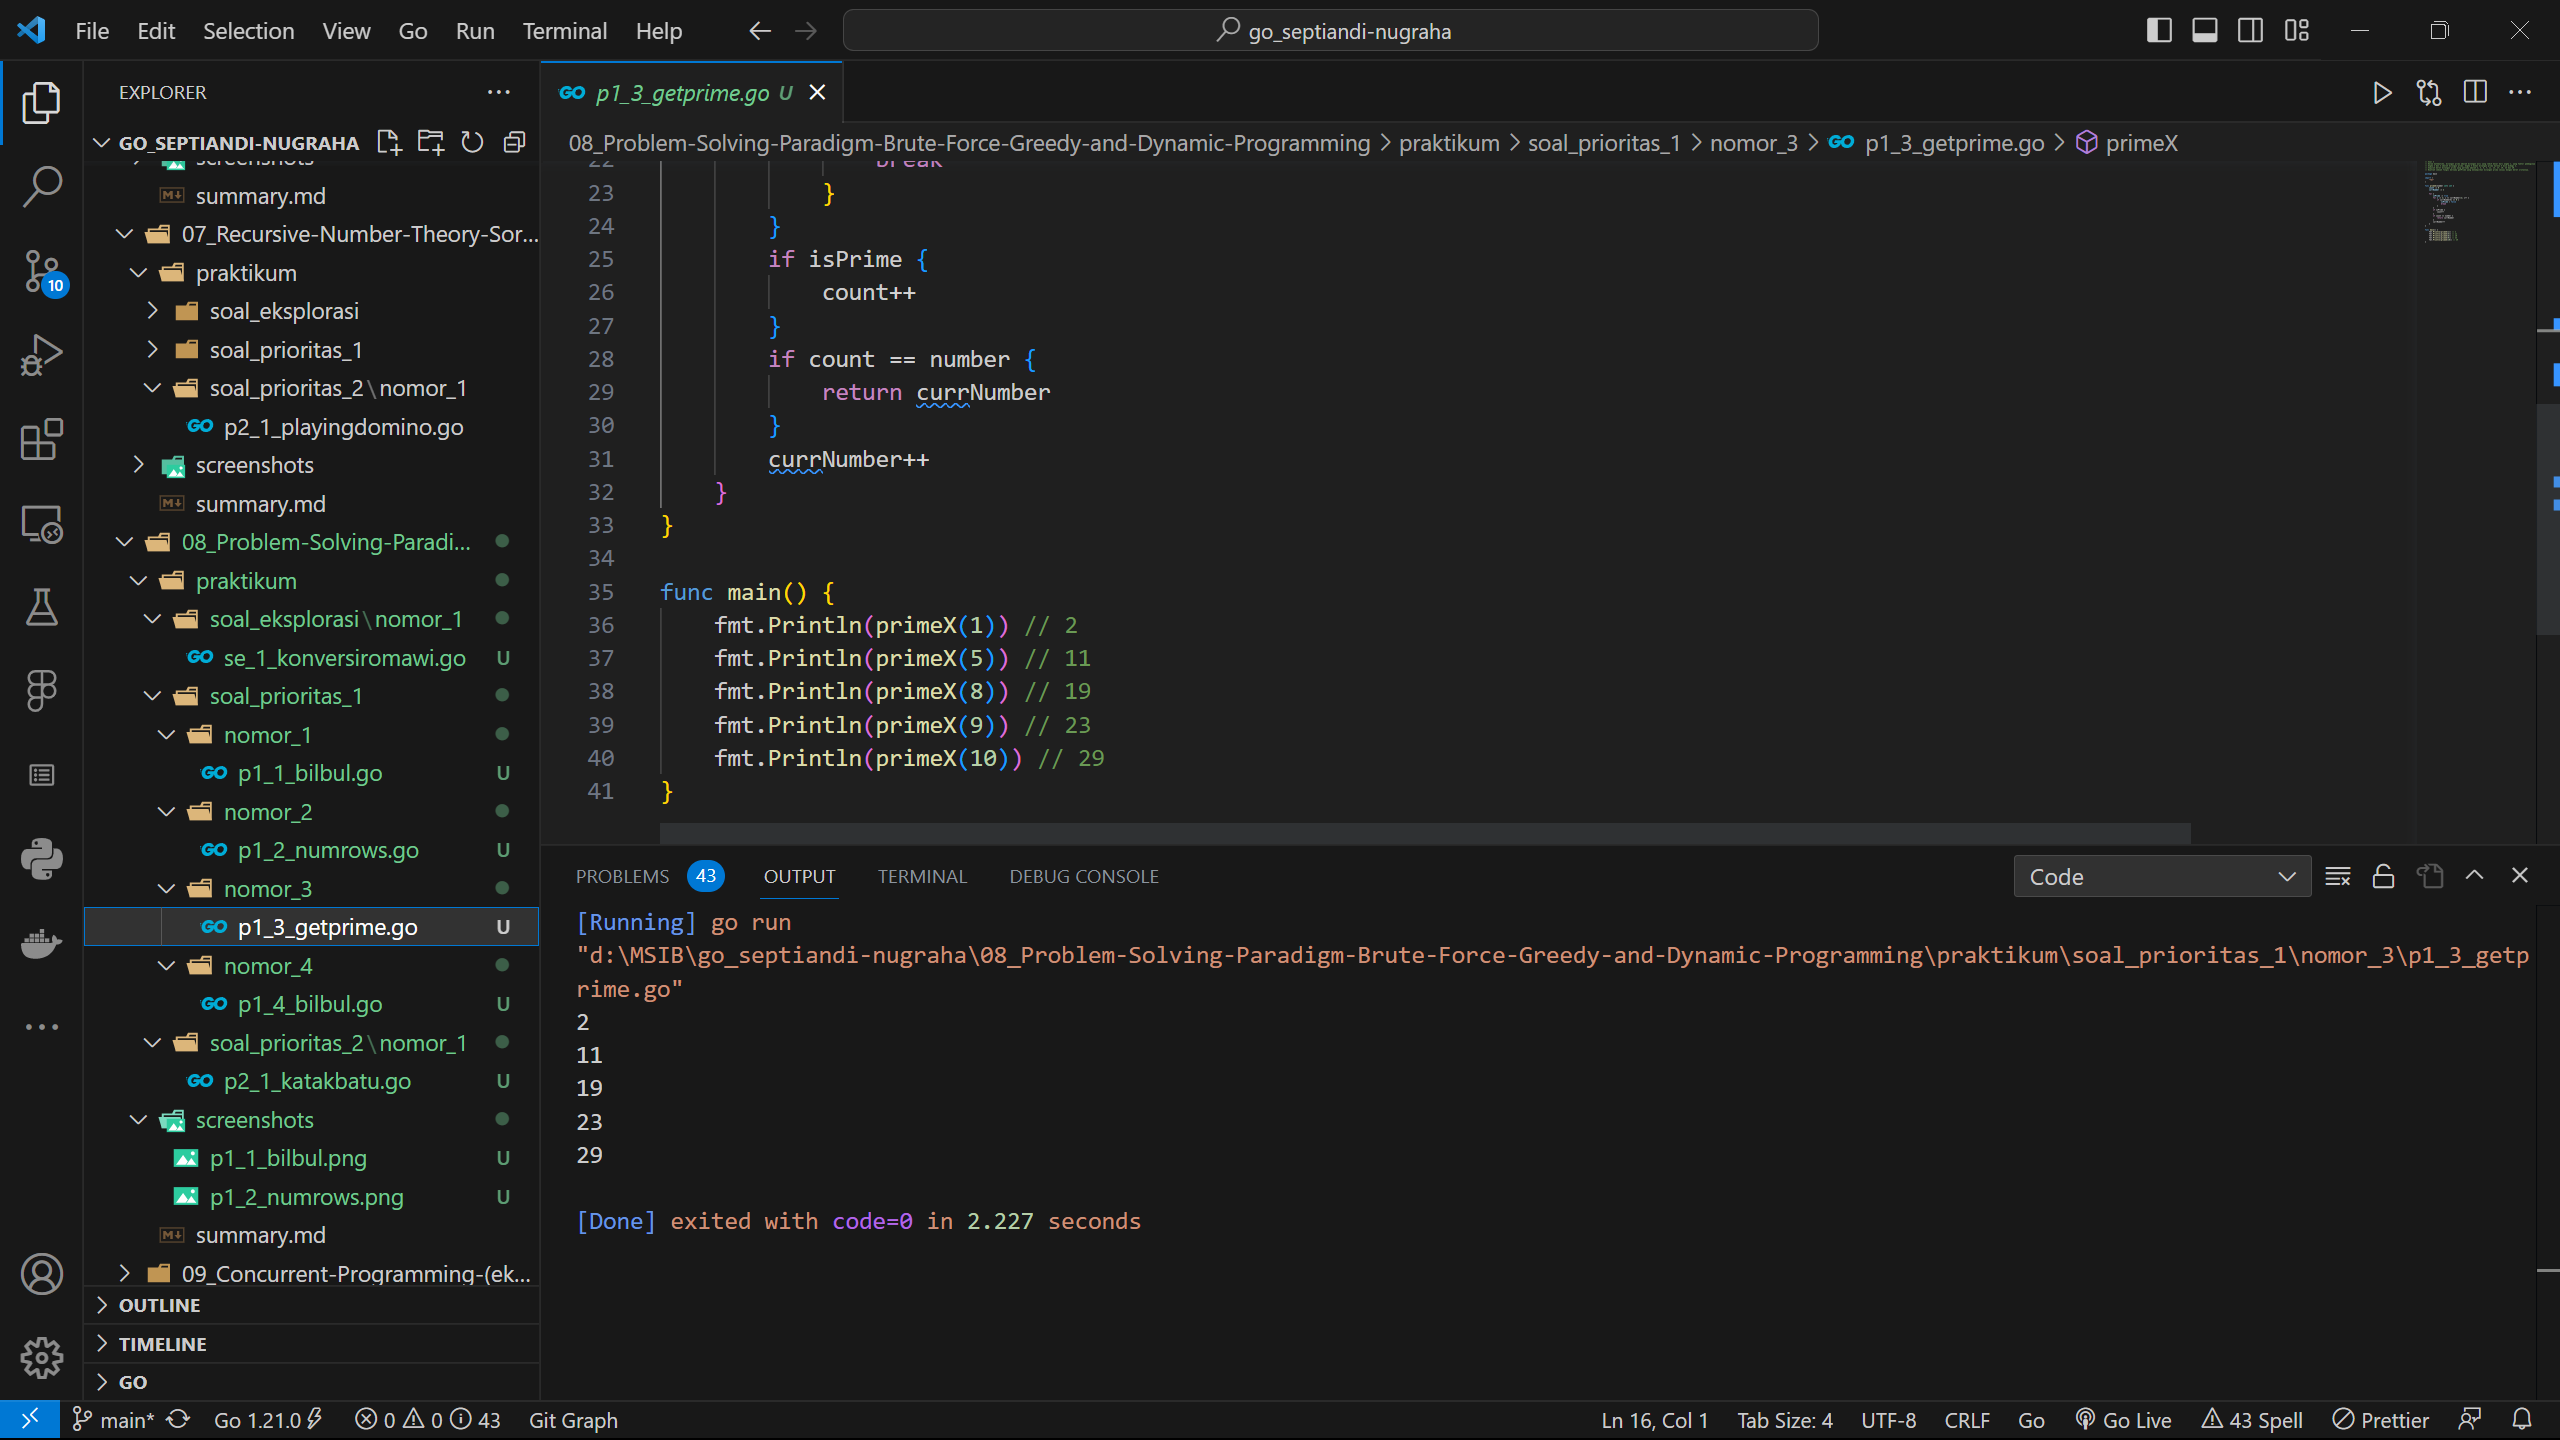 File Edit Selection View Go Run Terminal Help
go_septiandi-nugraha
EXPLORER
GO_SEPTIANDI-NUGRAHA
screenshots
summary.md
07_Recursive-Number-Theory-Sor...
praktikum
soal_eksplorasi
soal_prioritas_1
soal_prioritas_2\nomor_1
p2_1_playingdomino.go
screenshots
summary.md
08_Problem-Solving-Paradi...
praktikum
soal_eksplorasi\nomor_1
se_1_konversiromawi.go U
soal_prioritas_1
nomor_1
p1_1_bilbul.go U
nomor_2
p1_2_numrows.go U
nomor_3
p1_3_getprime.go U
nomor_4
p1_4_bilbul.go U
soal_prioritas_2\nomor_1
p2_1_katakbatu.go U
screenshots
p1_1_bilbul.png U
p1_2_numrows.png U
summary.md
09_Concurrent-Programming-(ek...
OUTLINE
TIMELINE
GO
10
GO p1_3_getprime.go U
08_Problem-Solving-Paradigm-Brute-Force-Greedy-and-Dynamic-Programming > praktikum > soal_prioritas_1 > nomor_3 > GO p1_3_getprime.go > primeX
22 break
23 }
24 }
25 if isPrime {
26 count++
27 }
28 if count == number {
29 return currNumber
30 }
31 currNumber++
32 }
33 }
34
35 func main() {
36 fmt.Println(primeX(1)) // 2
37 fmt.Println(primeX(5)) // 11
38 fmt.Println(primeX(8)) // 19
39 fmt.Println(primeX(9)) // 23
40 fmt.Println(primeX(10)) // 29
41 }
PROBLEMS 43 OUTPUT TERMINAL DEBUG CONSOLE
Code
[Running] go run
"d:\MSIB\go_septiandi-nugraha\08_Problem-Solving-Paradigm-Brute-Force-Greedy-and-Dynamic-Programming\praktikum\soal_prioritas_1\nomor_3\p1_3_getp
rime.go"
2
11
19
23
29
[Done] exited with code=0 in 2.227 seconds
main* Go 1.21.0 0 0 43 Git Graph
Ln 16, Col 1 Tab Size: 4 UTF-8 CRLF Go Go Live 43 Spell Prettier